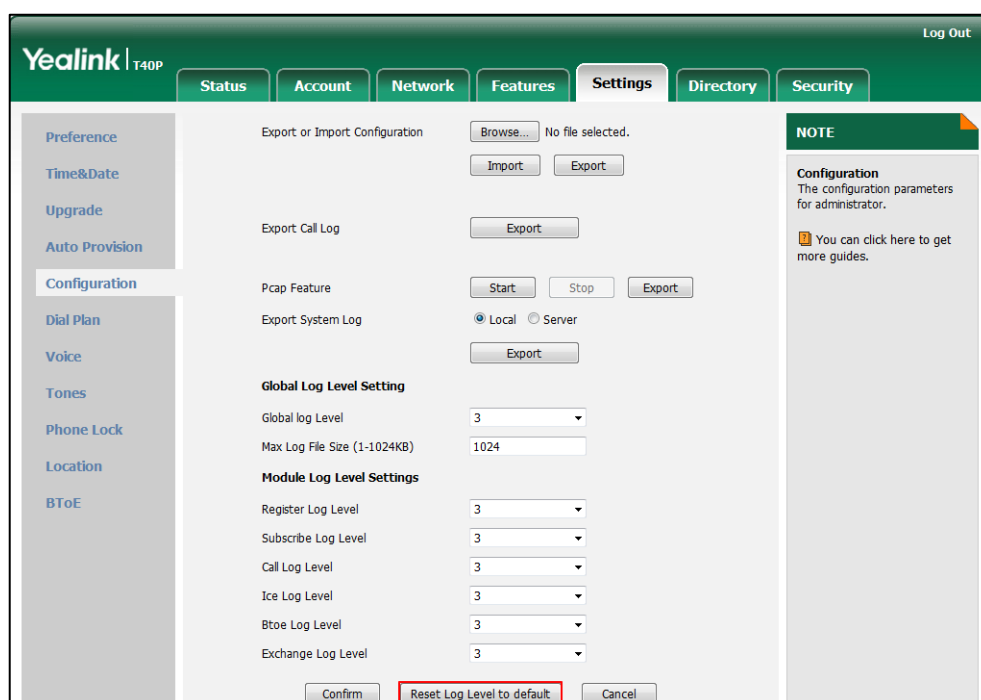 Log Out
Yealink | T40P
Status Account Network Features Settings Directory Security
Preference
Time&Date
Upgrade
Auto Provision
Configuration
Dial Plan
Voice
Tones
Phone Lock
Location
BToE
Export or Import Configuration Browse... No file selected.
Import Export
Export Call Log Export
Pcap Feature Start Stop Export
Export System Log Local Server
Export
Global Log Level Setting
Global log Level 3
Max Log File Size (1-1024KB) 1024
Module Log Level Settings
Register Log Level 3
Subscribe Log Level 3
Call Log Level 3
Ice Log Level 3
Btoe Log Level 3
Exchange Log Level 3
Confirm Reset Log Level to default Cancel
NOTE
Configuration
The configuration parameters
for administrator.
You can click here to get
more guides.